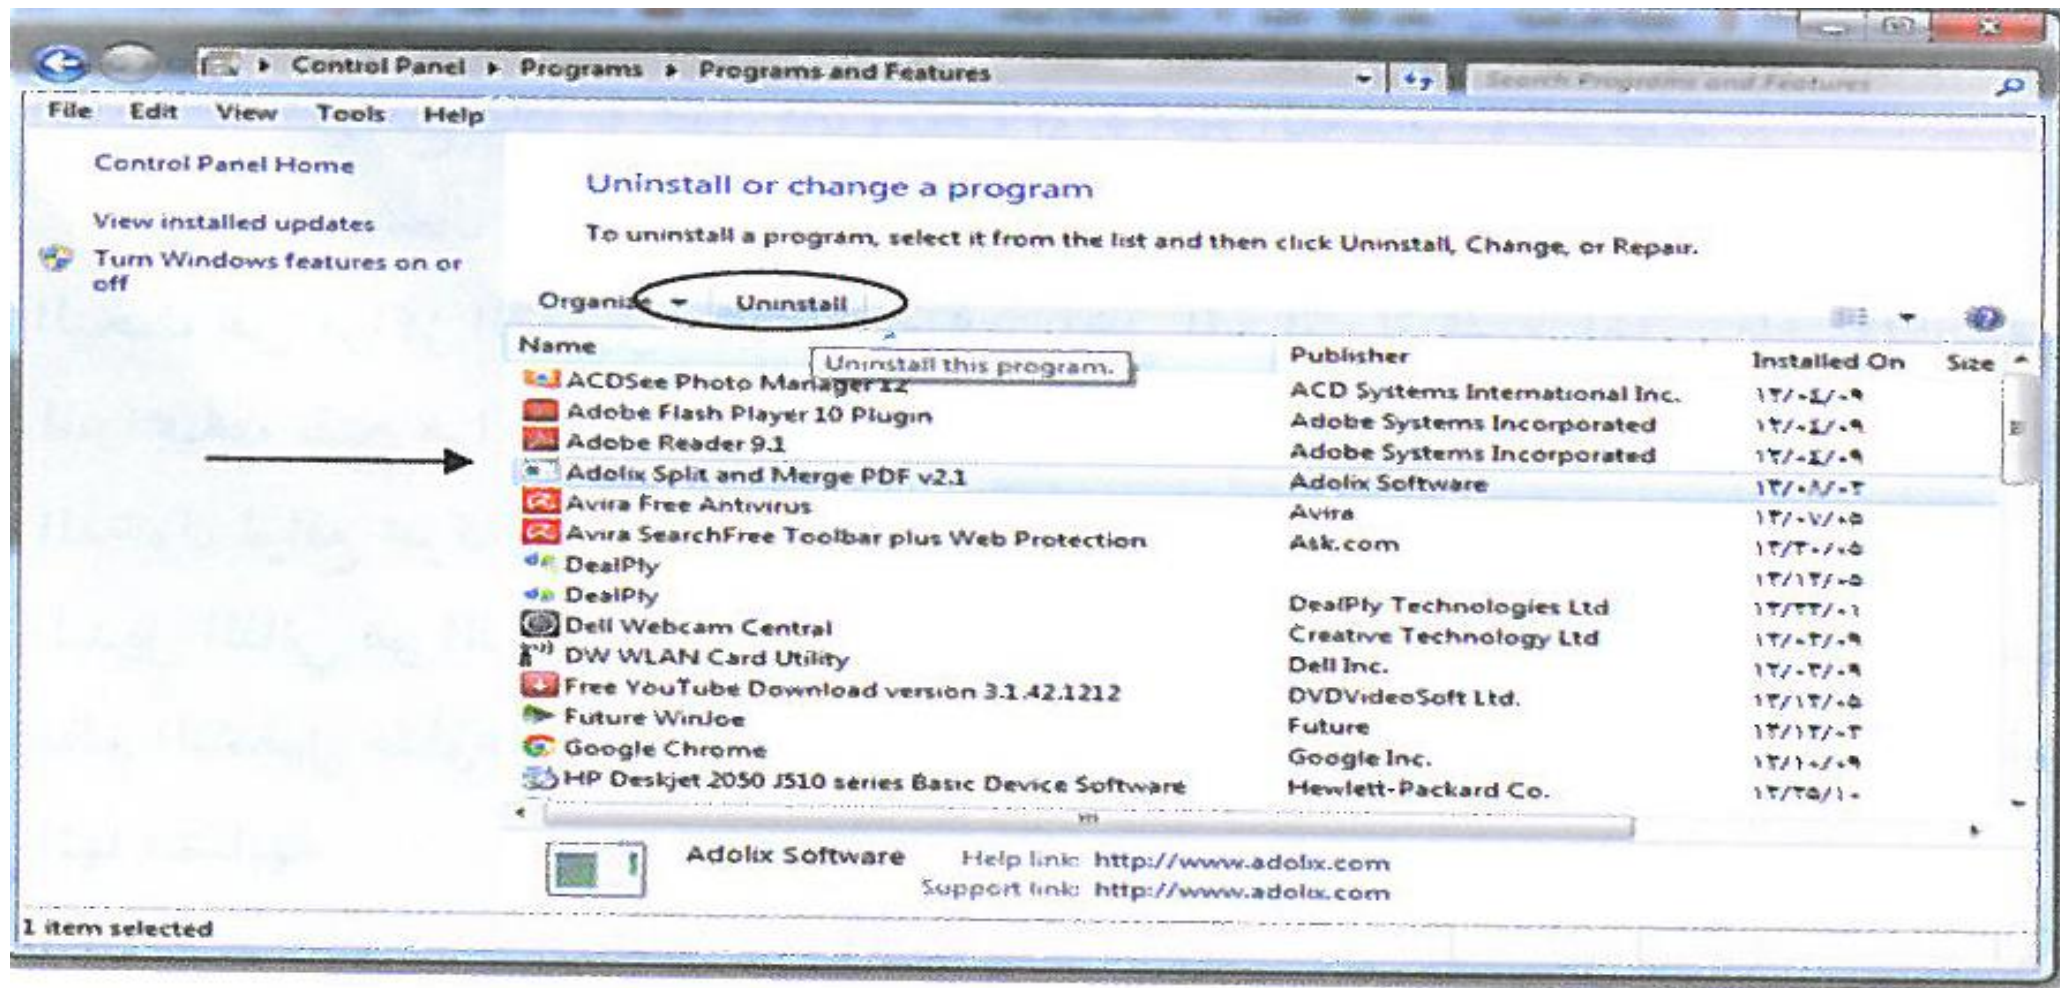 Control Panel ▸ Programs ▸ Programs and Features
Search Programs and Features
File Edit View Tools Help
Control Panel Home
View installed updates
Turn Windows features on or
off
Uninstall or change a program
To uninstall a program, select it from the list and then click Uninstall, Change, or Repair.
Organize Uninstall
Uninstall this program.
Name Publisher Installed On Size
ACDSee Photo Manager 12 ACD Systems International Inc.
Adobe Flash Player 10 Plugin Adobe Systems Incorporated
Adobe Reader 9.1 Adobe Systems Incorporated
Adolix Split and Merge PDF v2.1 Adolix Software
Avira Free Antivirus Avira
Avira SearchFree Toolbar plus Web Protection Ask.com
DealPly
DealPly DealPly Technologies Ltd
Dell Webcam Central Creative Technology Ltd
DW WLAN Card Utility Dell Inc.
Free YouTube Download version 3.1.42.1212 DVDVideoSoft Ltd.
Future WinJoe Future
Google Chrome Google Inc.
HP Deskjet 2050 J510 series Basic Device Software Hewlett-Packard Co.
Adolix Software Help link: http://www.adolix.com
Support link: http://www.adolix.com
1 item selected